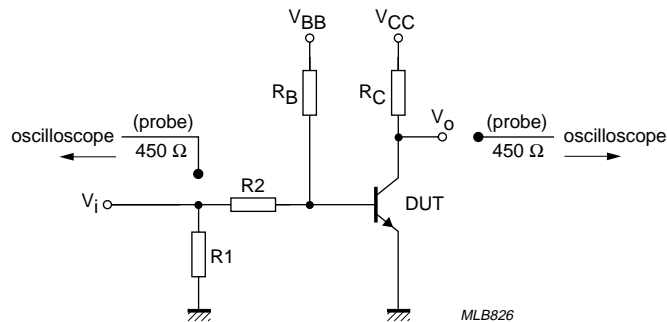 VBB VCC
RB RC
(probe) Vo (probe)
oscilloscope oscilloscope
450 Ω 450 Ω
R2
Vi DUT
R1
MLB826